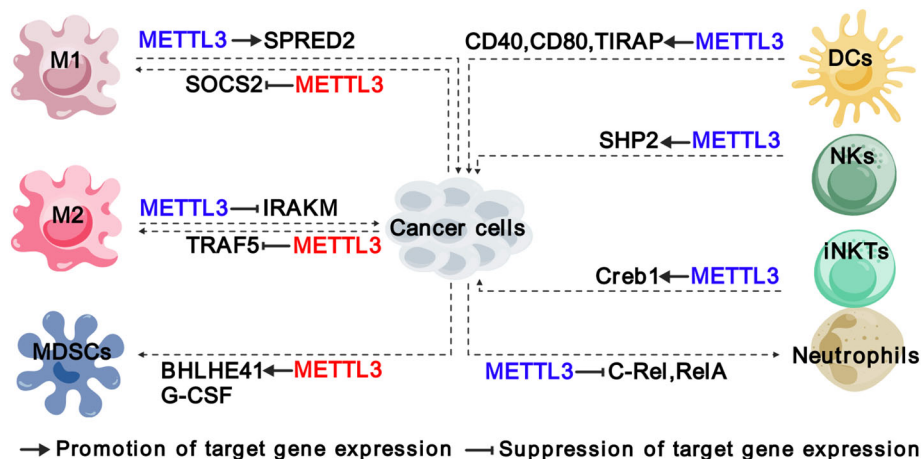 M1
METTL3 SPRED2
SOCS2 METTL3
CD40,CD80,TIRAP METTL3
DCs
SHP2 METTL3
NKs
M2
METTL3 IRAKM
TRAF5 METTL3
Cancer cells
Creb1 METTL3
iNKTs
MDSCs
BHLHE41 METTL3
G-CSF
METTL3 C-Rel,RelA
Neutrophils
Promotion of target gene expression
Suppression of target gene expression